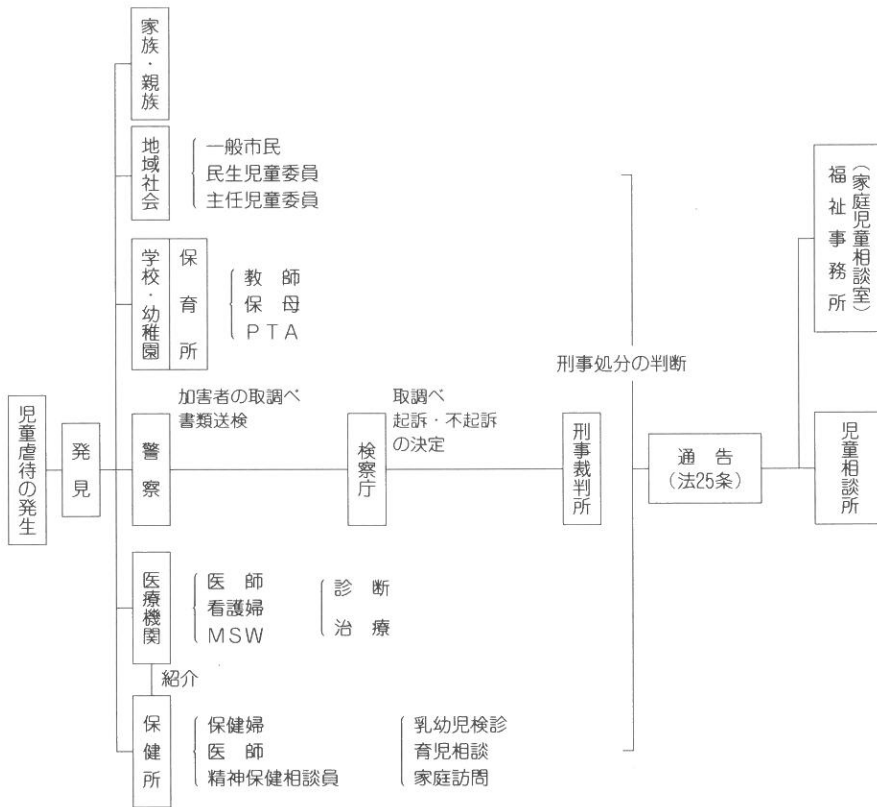 家族・親族
地域社会
一般市民
民生児童委員
主任児童委員
学校・幼稚園
保育所
教師
保母
PTA
児童虐待の発生
発見
加害者の取調べ
書類送検
警察
取調べ
起訴・不起訴
の決定
検察庁
刑事処分の判断
刑事裁判所
通告
(法25条)
福祉事務所
(家庭児童相談室)
児童相談所
医療機関
医師
看護婦
MSW
診断
治療
紹介
保健所
保健婦
医師
精神保健相談員
乳幼児検診
育児相談
家庭訪問